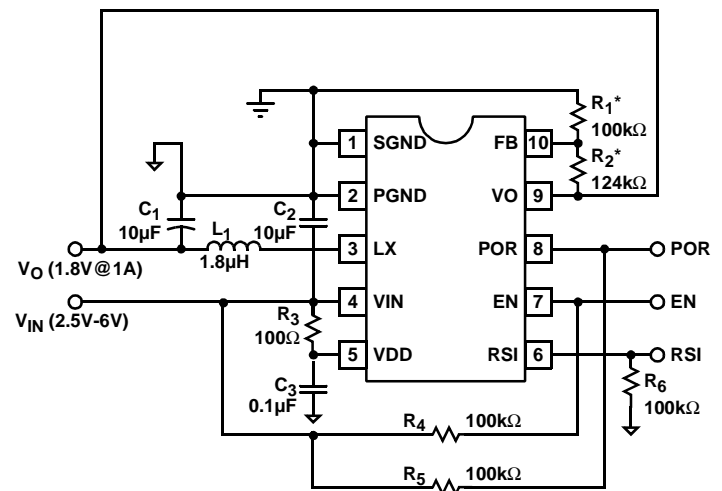 R1*
100kΩ
1 SGND FB 10
R2*
124kΩ
2 PGND VO 9
C1
10µF
C2
10µF
L1
1.8µH
3 LX POR 8 POR
VO (1.8V@1A)
4 VIN EN 7 EN
VIN (2.5V-6V)
R3
100Ω
5 VDD RSI 6 RSI
C3
0.1µF
R6
100kΩ
R4 100kΩ
R5 100kΩ